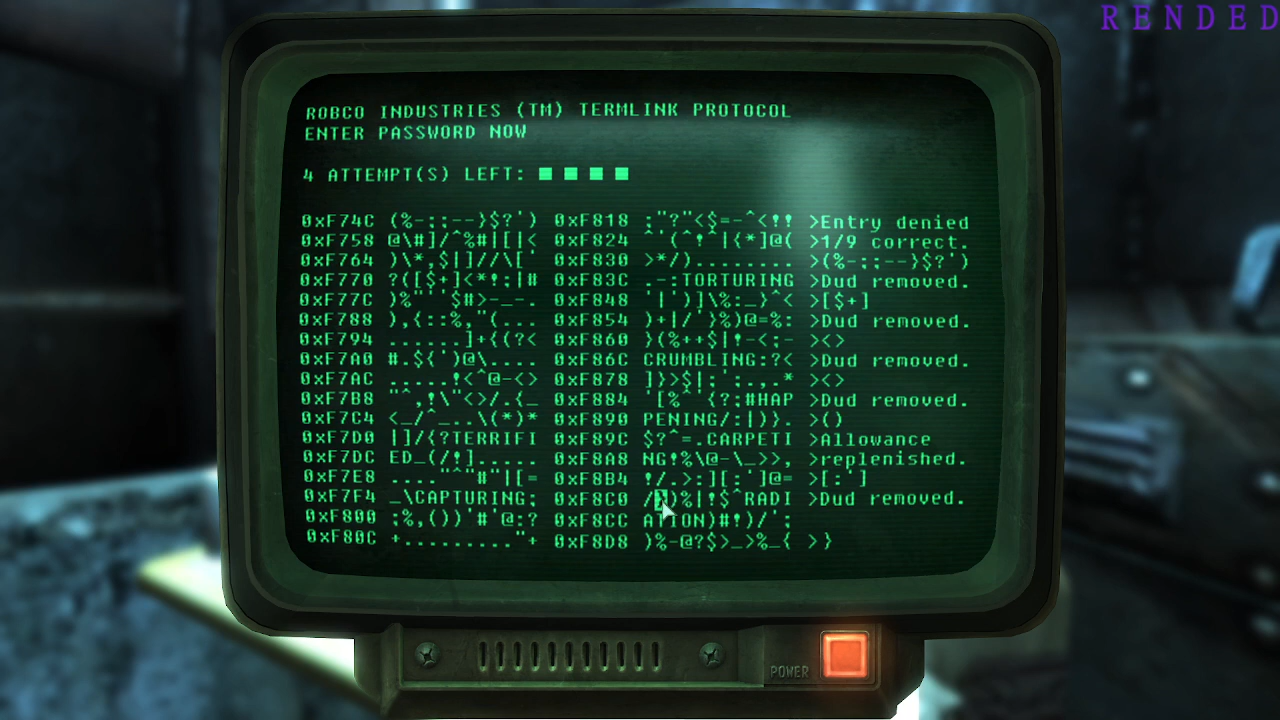 RENDED
ROBCO INDUSTRIES (TM) TERMLINK PROTOCOL
ENTER PASSWORD NOW
4 ATTEMPT(S) LEFT: ■ ■ ■ ■
0xF74C (%-;:--}$?') 0xF818 :"?"<$=-^<!! >Entry denied
0xF758 @\#]/^%#|[|< 0xF824 ^'(^!^|{*]@( >1/9 correct.
0xF764 )\*,$|]//\[' 0xF830 >*/)........ >(%-;:--}$?')
0xF770 ?([$+]<*!;|# 0xF83C .-:TORTURING >Dud removed.
0xF77C )%"^'$#>-_-. 0xF848 '|')]\%:_}^< >[$+]
0xF788 ),{::%,"(... 0xF854 )+|/'}%)@=%: >Dud removed.
0xF794 ......]+{(?< 0xF860 }(%++$|!-<;- ><>
0xF7A0 #.${')@\.... 0xF86C CRUMBLING:?< >Dud removed.
0xF7AC .....!<^@-<> 0xF878 ]}>$|;';.,.* ><>
0xF7B8 "^,!\"<>/.{_ 0xF884 '[%^'{?;#HAP >Dud removed.
0xF7C4 <_/^_..\(*)* 0xF890 PENING/:|)}. >()
0xF7D0 |]/{?TERRIFI 0xF89C $?^=.CARPETI >Allowance
0xF7DC ED_(/!]..... 0xF8A8 NG!%\@-\_>>, >replenished.
0xF7E8 ...."^"#"|[= 0xF8B4 !/.>:][:']@= >[:']
0xF7F4 _\CAPTURING; 0xF8C0 /})%|!$^RADI >Dud removed.
0xF800 ;%,())'#'@:? 0xF8CC ATION)#!)/';
0xF80C +........."+ 0xF8D8 )%-@?$>_>%_{ >}
POWER